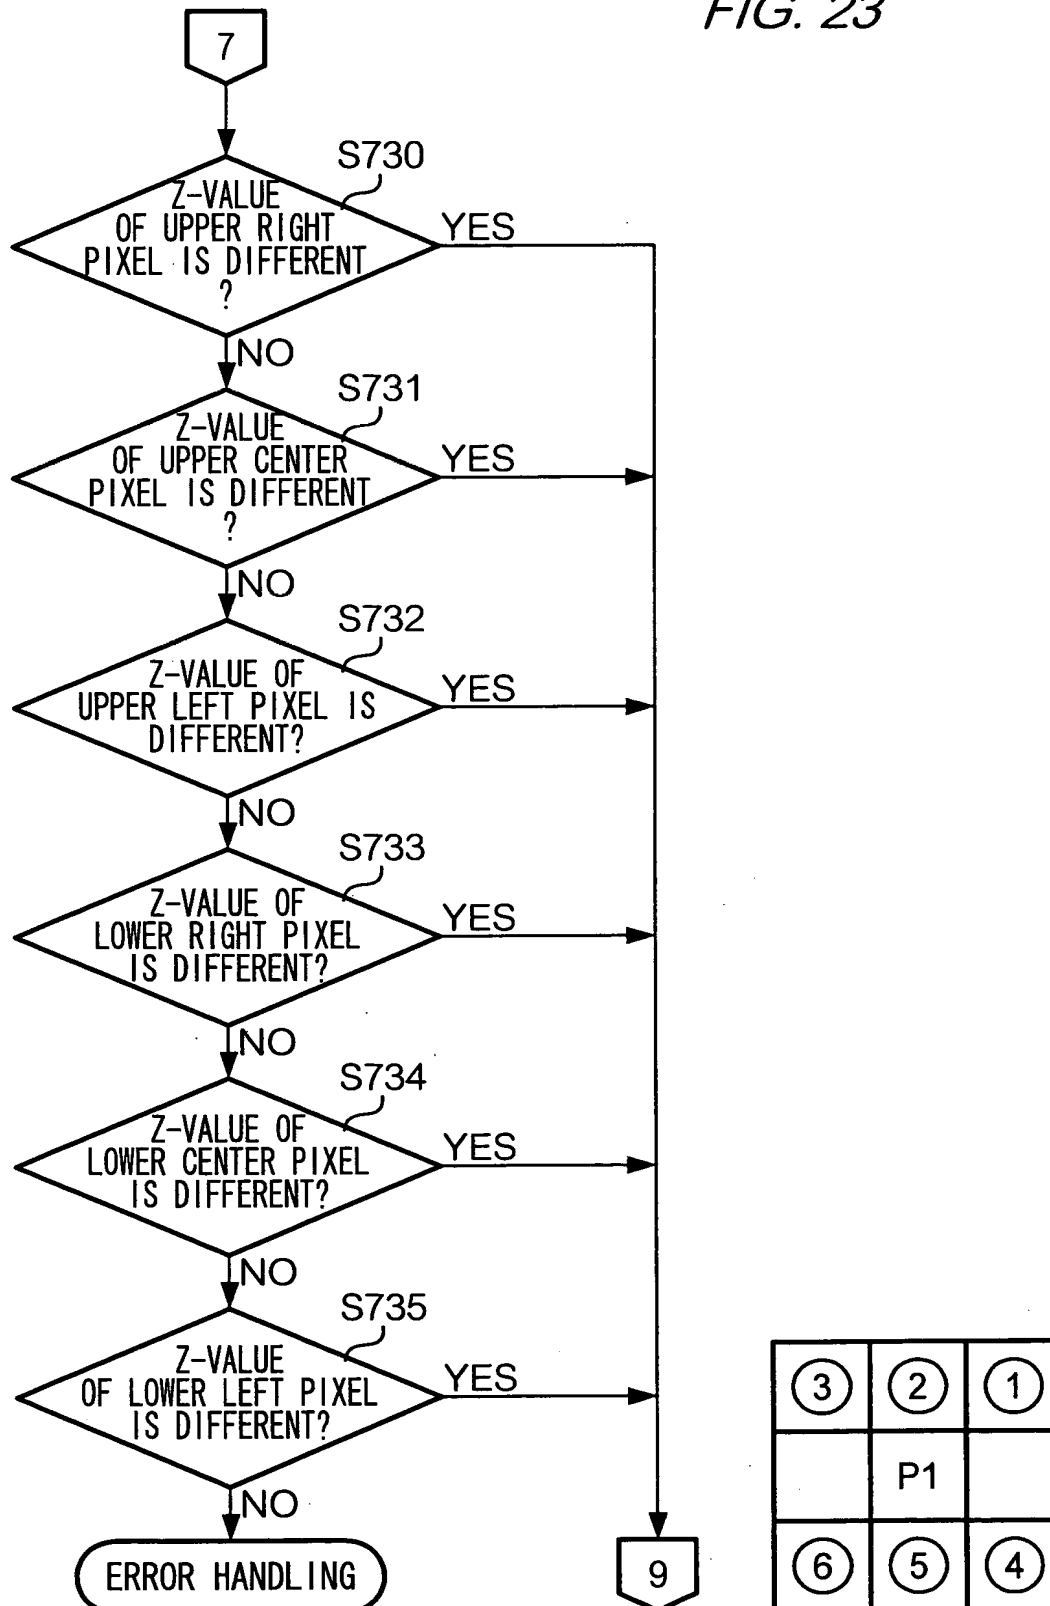 FIG. 23
7
S730
Z-VALUE
OF UPPER RIGHT
PIXEL IS DIFFERENT
?
YES
NO
S731
Z-VALUE
OF UPPER CENTER
PIXEL IS DIFFERENT
?
YES
NO
S732
Z-VALUE OF
UPPER LEFT PIXEL IS
DIFFERENT?
YES
NO
S733
Z-VALUE OF
LOWER RIGHT PIXEL
IS DIFFERENT?
YES
NO
S734
Z-VALUE OF
LOWER CENTER PIXEL
IS DIFFERENT?
YES
NO
S735
Z-VALUE
OF LOWER LEFT PIXEL
IS DIFFERENT?
YES
NO
ERROR HANDLING
9
3 2 1
P1
6 5 4